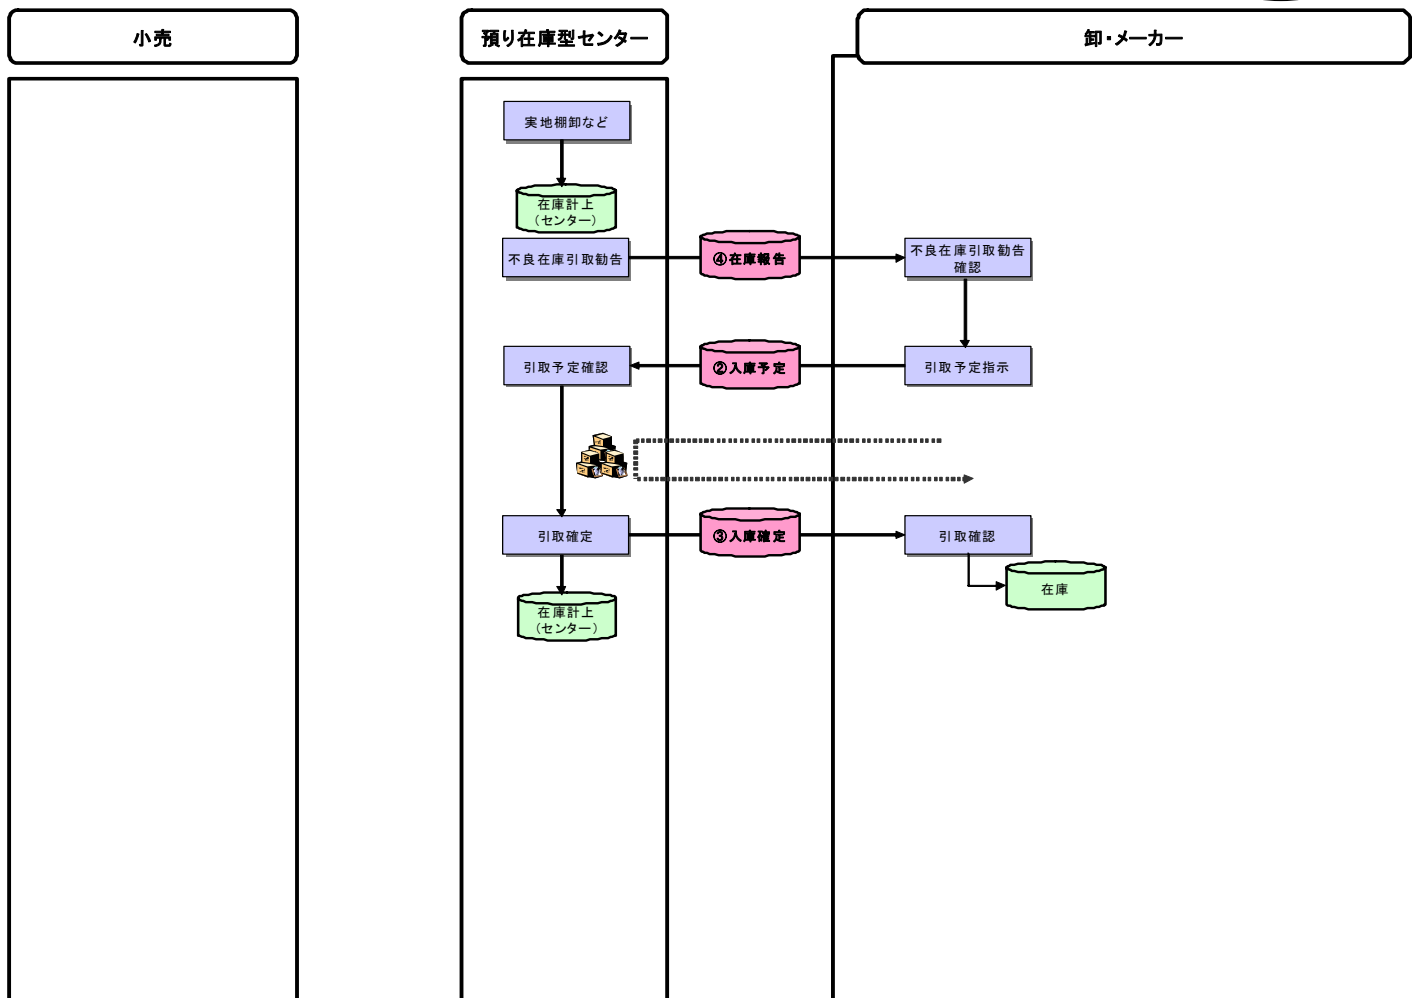 小売
預り在庫型センター
卸・メーカー
実地棚卸など
在庫計上
（センター）
不良在庫引取勧告
④在庫報告
不良在庫引取勧告
確認
引取予定確認
②入庫予定
引取予定指示
引取確定
③入庫確定
引取確認
在庫
在庫計上
（センター）